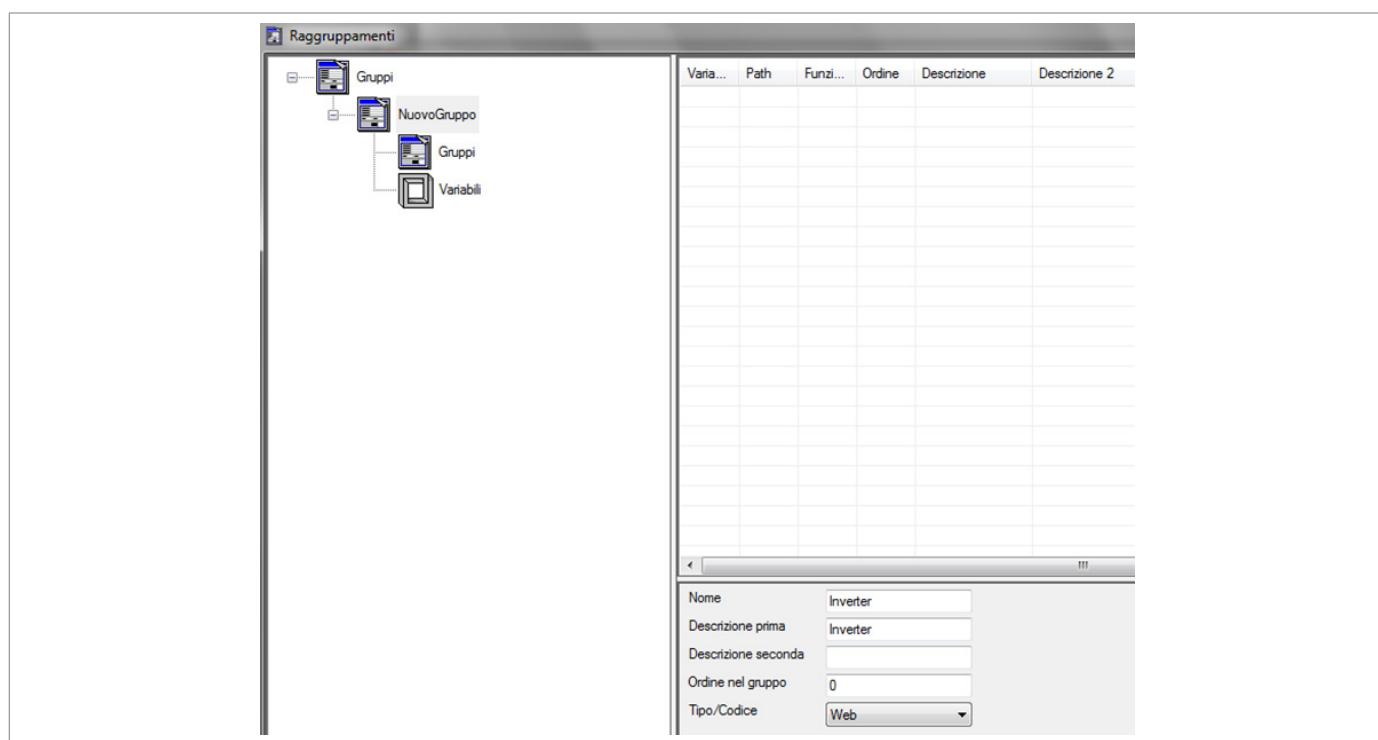 Raggruppamenti
Gruppi
NuovoGruppo
Gruppi
Variabili
Varia... Path Funzi... Ordine Descrizione Descrizione 2
Nome Inverter
Descrizione prima Inverter
Descrizione seconda
Ordine nel gruppo 0
Tipo/Codice Web